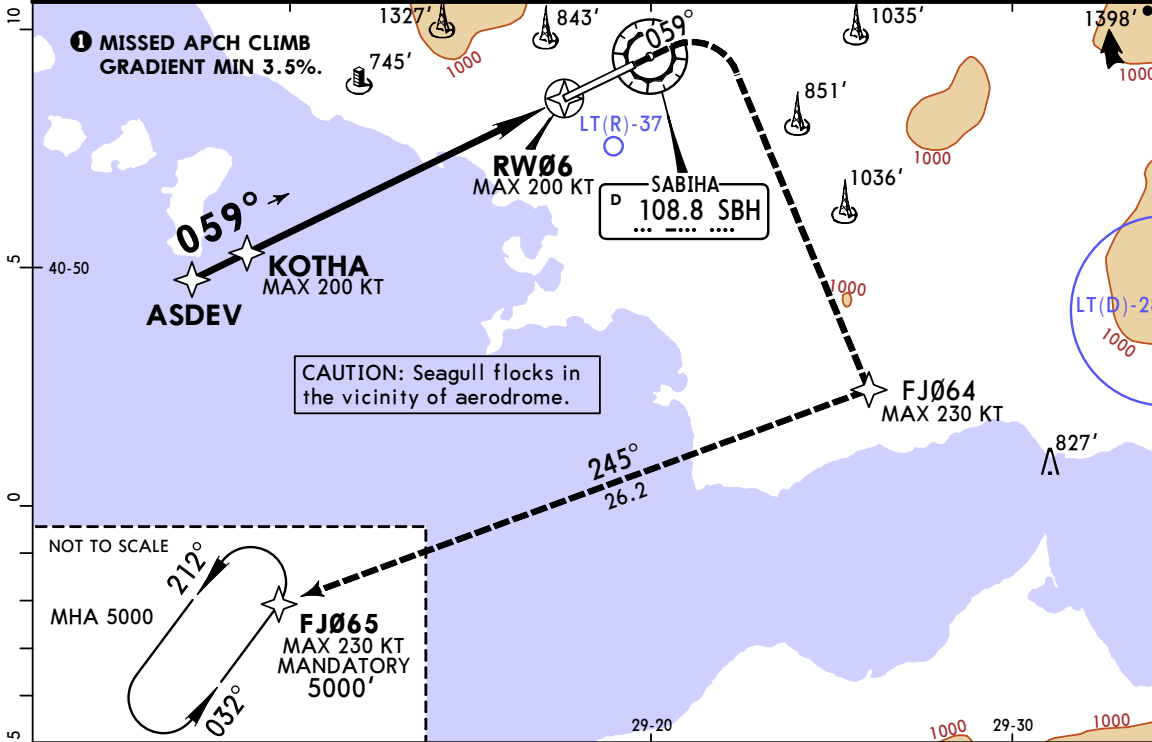 10
1327'
843'
059°
1035'
1398'
❶ MISSED APCH CLIMB
GRADIENT MIN 3.5%.
745'
1000
1000
851'
LT(R)-37
RWØ6
MAX 200 KT
1000
SABIHA
D 108.8 SBH
1036'
059°
5
40-50
KOTHA
MAX 200 KT
ASDEV
1000
1000
CAUTION: Seagull flocks in
the vicinity of aerodrome.
FJØ64
MAX 230 KT
245°
26.2
827'
0
NOT TO SCALE
212°
MHA 5000
FJØ65
MAX 230 KT
MANDATORY
5000'
032°
5
29-20
29-30
1000
1000